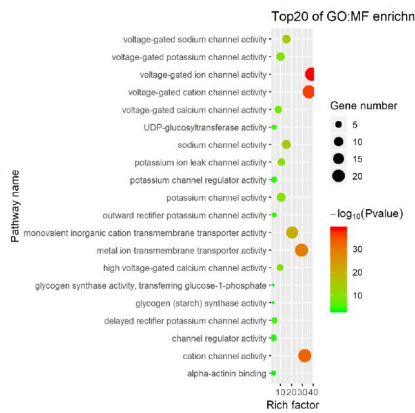 Top20 of GO:MF enrichn
voltage-gated sodium channel activity
voltage-gated potassium channel activity
voltage-gated ion channel activity
voltage-gated cation channel activity
voltage-gated calcium channel activity
UDP-glucosyltransferase activity
sodium channel activity
potassium ion leak channel activity
potassium channel regulator activity
potassium channel activity
outward rectifier potassium channel activity
monovalent inorganic cation transmembrane transporter activity
metal ion transmembrane transporter activity
high voltage-gated calcium channel activity
glycogen synthase activity, transferring glucose-1-phosphate
glycogen (starch) synthase activity
delayed rectifier potassium channel activity
channel regulator activity
cation channel activity
alpha-actinin binding
Pathway name
10 20 30 40
Rich factor
Gene number
5
10
15
20
−log10(Pvalue)
30
20
10